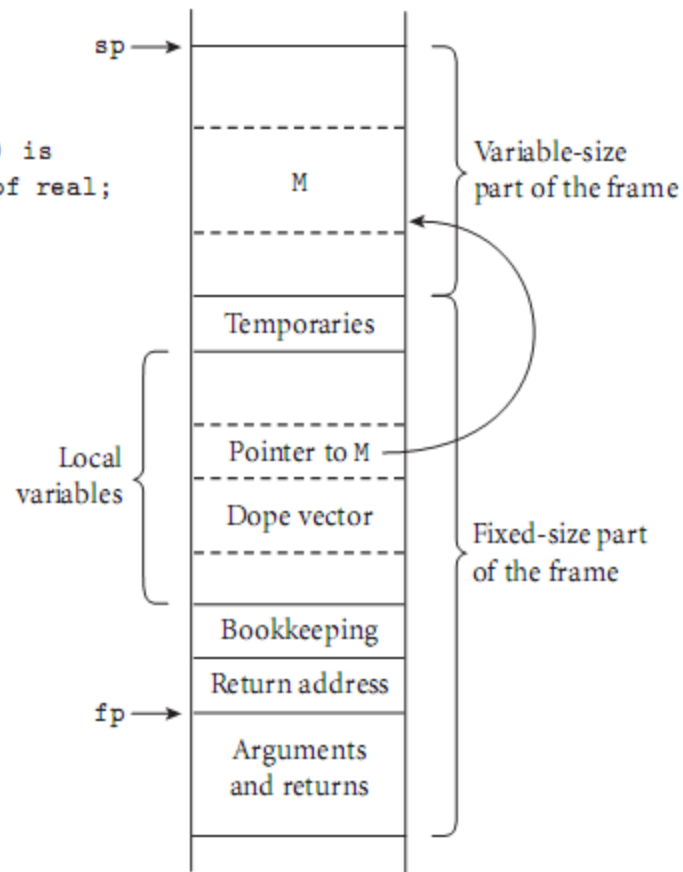 sp
) is
of real;
M
Variable-size
part of the frame
Temporaries
Pointer to M
Local
variables
Dope vector
Fixed-size part
of the frame
Bookkeeping
Return address
fp
Arguments
and returns